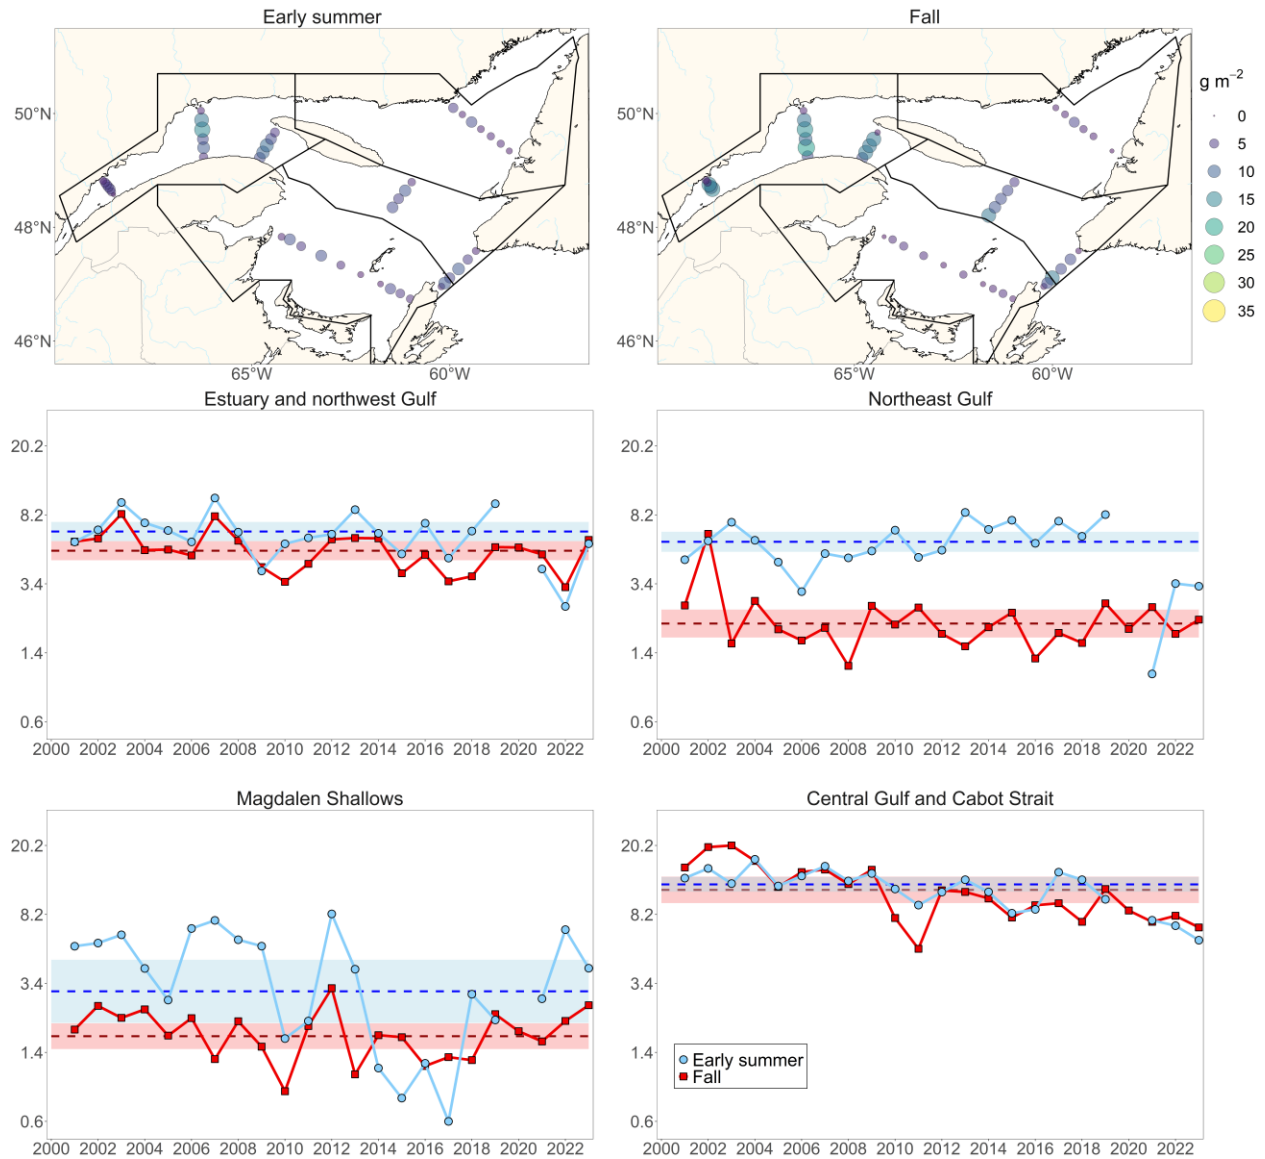 Early summer
Fall
50°N
48°N
46°N
65°W 60°W
50°N
48°N
46°N
65°W 60°W
g m−2
0
5
10
15
20
25
30
35
Estuary and northwest Gulf
20.2
8.2
3.4
1.4
0.6
2000 2002 2004 2006 2008 2010 2012 2014 2016 2018 2020 2022
Northeast Gulf
20.2
8.2
3.4
1.4
0.6
2000 2002 2004 2006 2008 2010 2012 2014 2016 2018 2020 2022
Magdalen Shallows
20.2
8.2
3.4
1.4
0.6
2000 2002 2004 2006 2008 2010 2012 2014 2016 2018 2020 2022
Central Gulf and Cabot Strait
20.2
8.2
3.4
1.4
0.6
Early summer
Fall
2000 2002 2004 2006 2008 2010 2012 2014 2016 2018 2020 2022